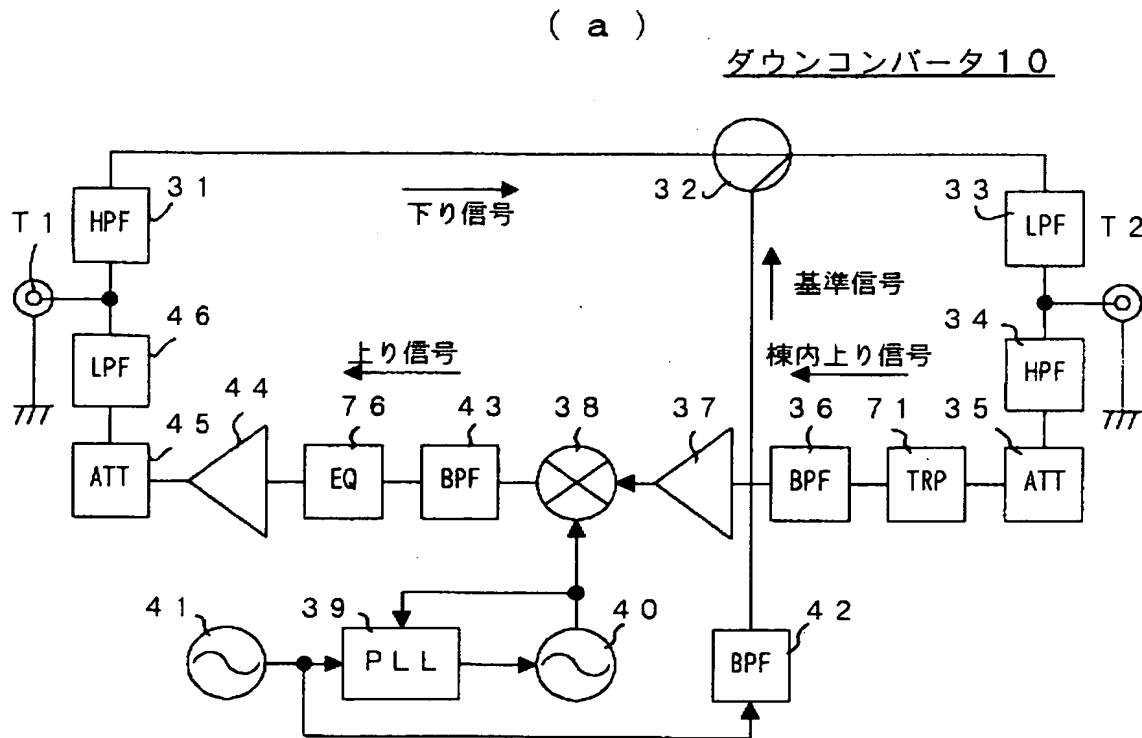 (a)
ダウンコンバータ10
31
32
33
T1
HPF
下り信号
LPF
T2
基準信号
46
34
LPF
上り信号
棟内上り信号
HPF
45
44
76
43
38
37
36
71
35
ATT
EQ
BPF
BPF
TRP
ATT
41
39
40
42
PLL
BPF